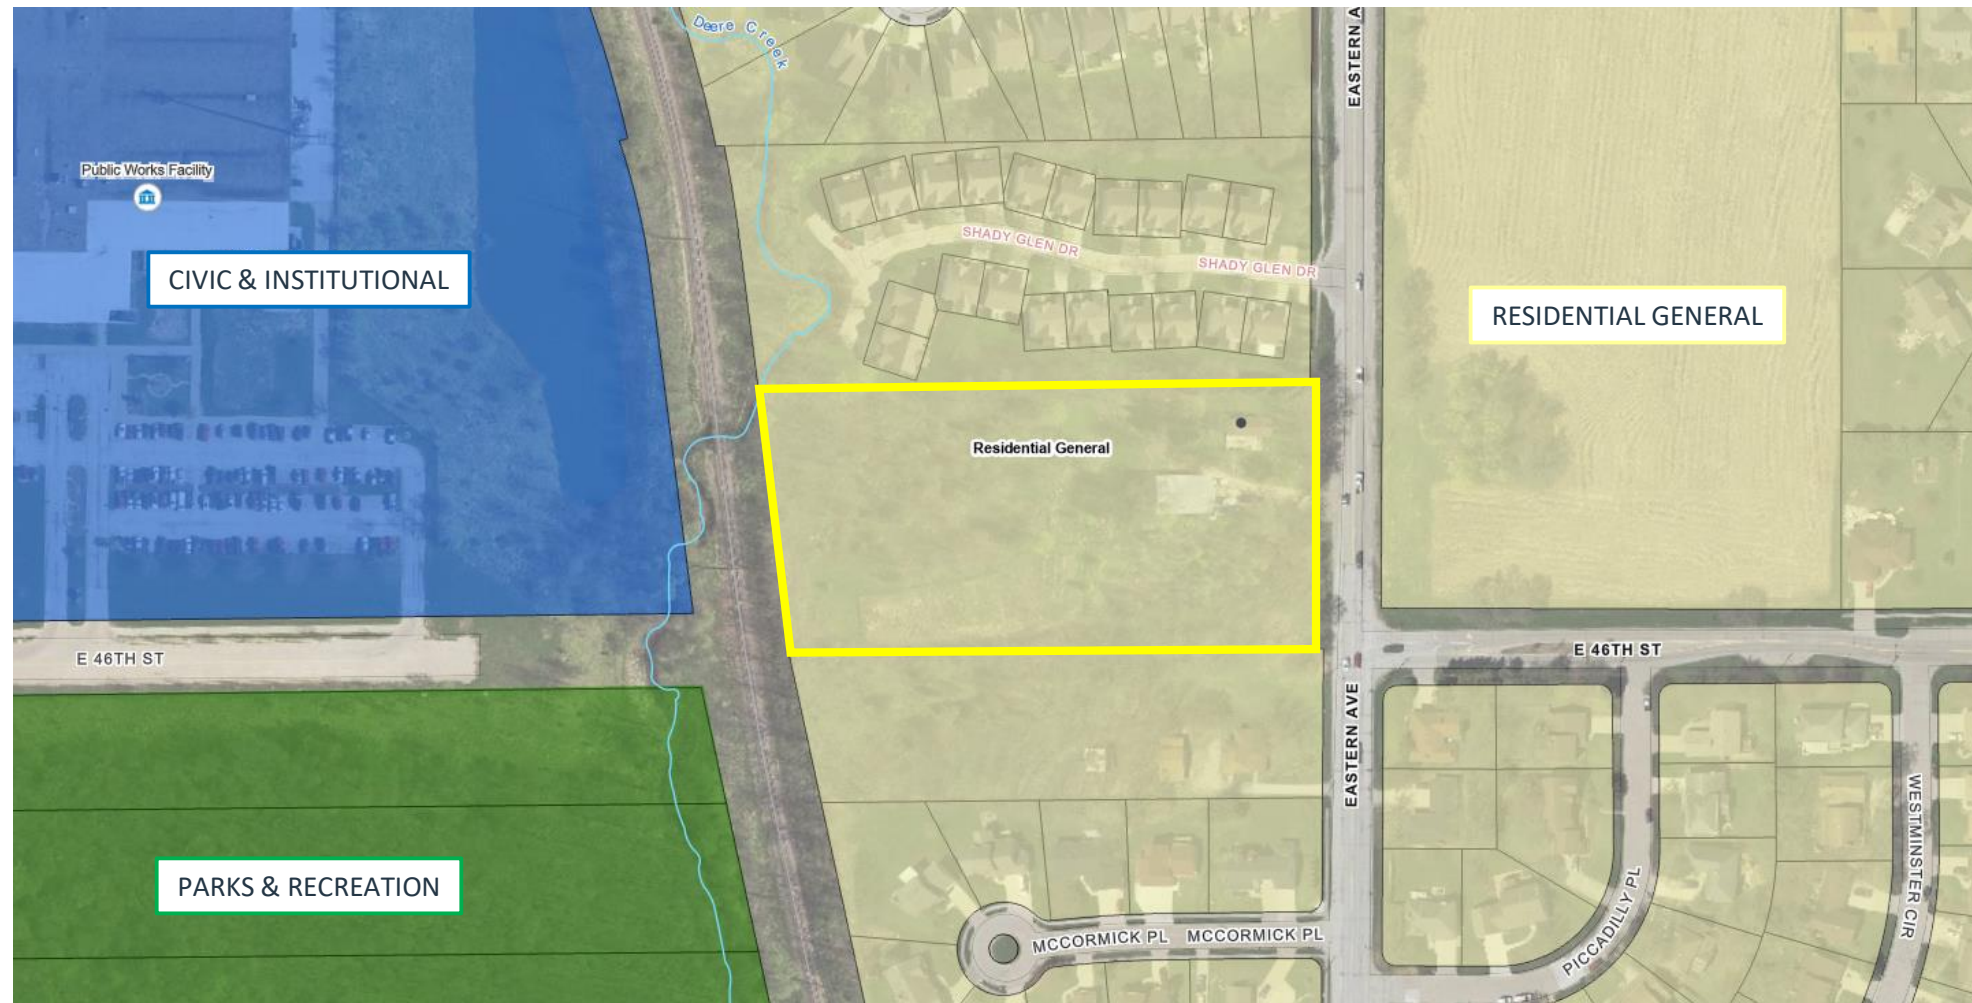 Deere Creek
EASTERN A
Public Works Facility
SHADY GLEN DR
SHADY GLEN DR
CIVIC & INSTITUTIONAL
RESIDENTIAL GENERAL
Residential General
E 46TH ST
E 46TH ST
EASTERN AVE
WESTMINSTER CIR
PARKS & RECREATION
PICCADILLY PL
MCCORMICK PL
MCCORMICK PL